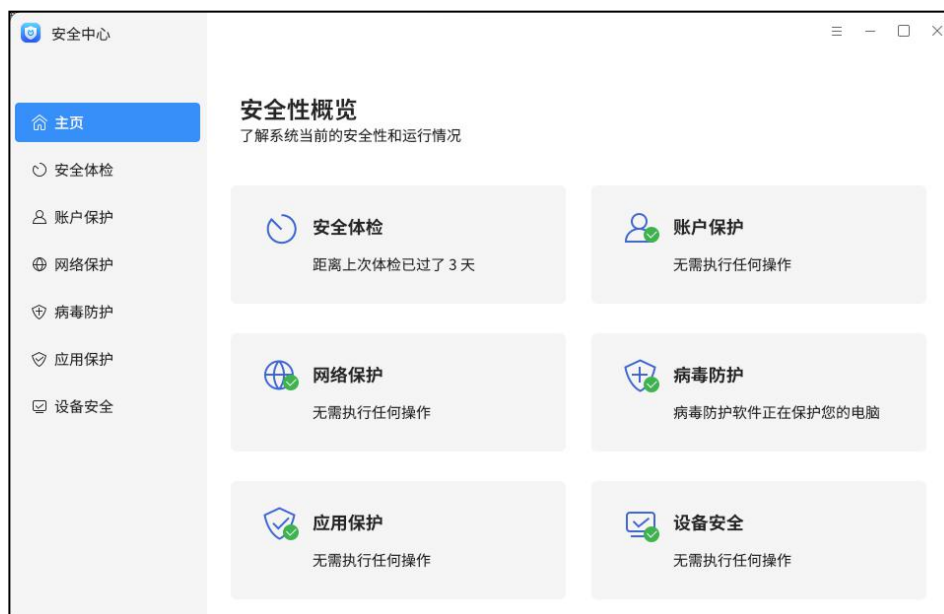 安全中心
主页
安全体检
账户保护
网络保护
病毒防护
应用保护
设备安全
安全性概览
了解系统当前的安全性和运行情况
安全体检
距离上次体检已过了 3 天
账户保护
无需执行任何操作
网络保护
无需执行任何操作
病毒防护
病毒防护软件正在保护您的电脑
应用保护
无需执行任何操作
设备安全
无需执行任何操作